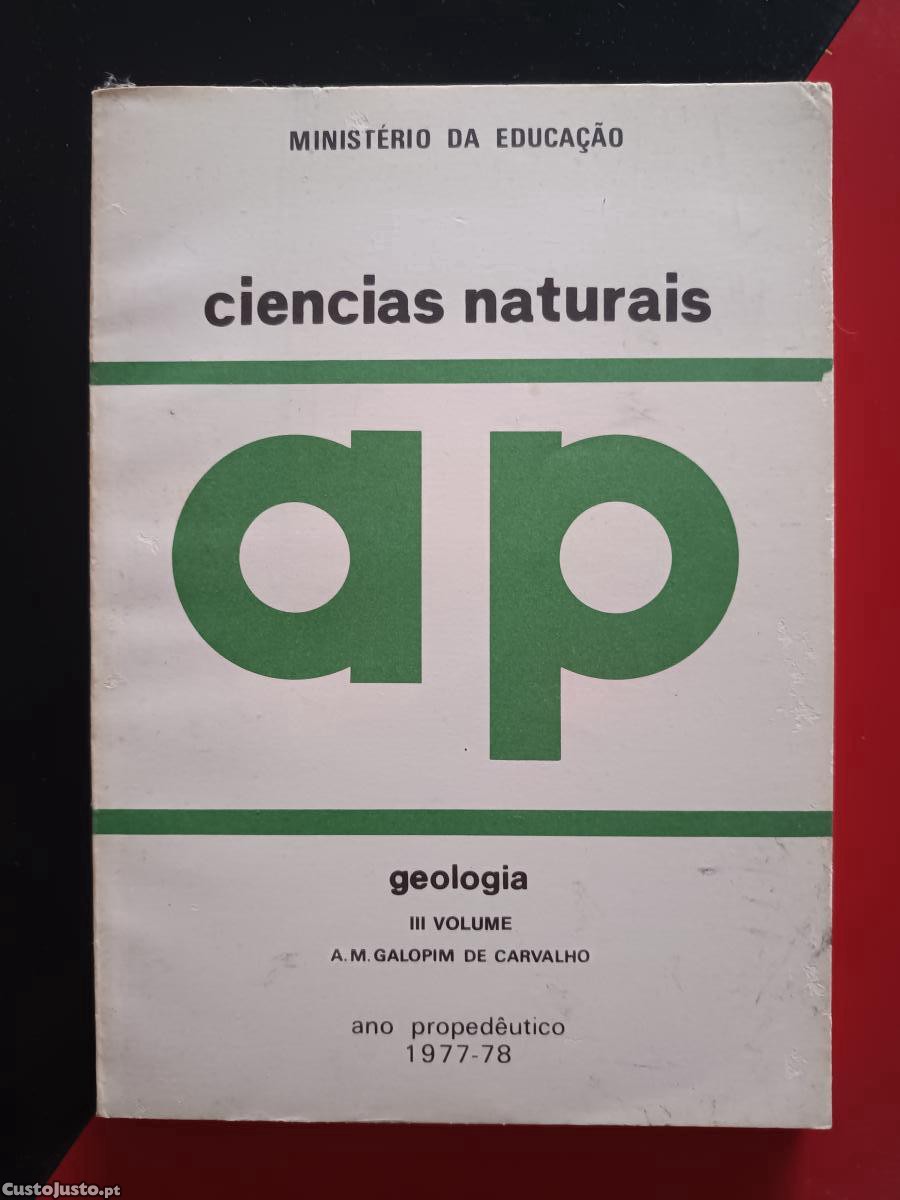 MINISTÉRIO DA EDUCAÇÃO
ciencias naturais
ap
geologia
III VOLUME
A.M.GALOPIM DE CARVALHO
ano propedêutico
1977-78
CustoJusto.pt